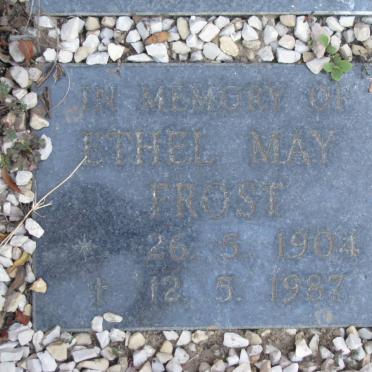 IN MEMORY OF
ETHEL MAY
FROST
* 26. 5. 1904
† 12. 5. 1987